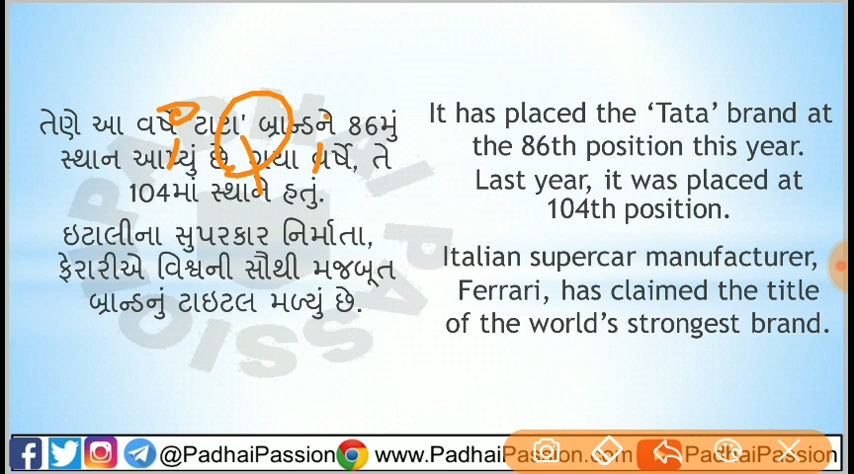 તેણે આ વર્ષે 'ટાટા' બ્રાન્ડને 86મું
સ્થાન આપ્યું છે. ગયા વર્ષે, તે
104માં સ્થાને હતું.
ઇટાલીના સુપરકાર નિર્માતા,
ફેરારીએ વિશ્વની સૌથી મજબૂત
બ્રાન્ડનું ટાઇટલ મળ્યું છે.
It has placed the ‘Tata’ brand at
the 86th position this year.
Last year, it was placed at
104th position.
Italian supercar manufacturer,
Ferrari, has claimed the title
of the world’s strongest brand.
PADHAI PASSION
@PadhaiPassion www.PadhaiPassion.com PadhaiPassion